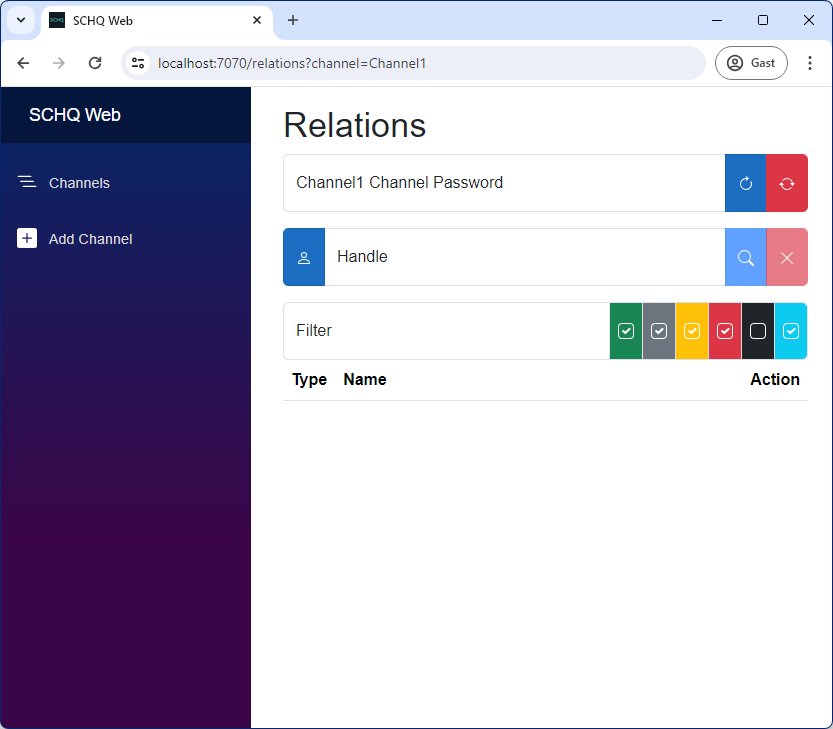 SCHQ Web
localhost:7070/relations?channel=Channel1
Gast
SCHQ Web
Channels
Add Channel
Relations
Channel1 Channel Password
Handle
Filter
Type Name Action